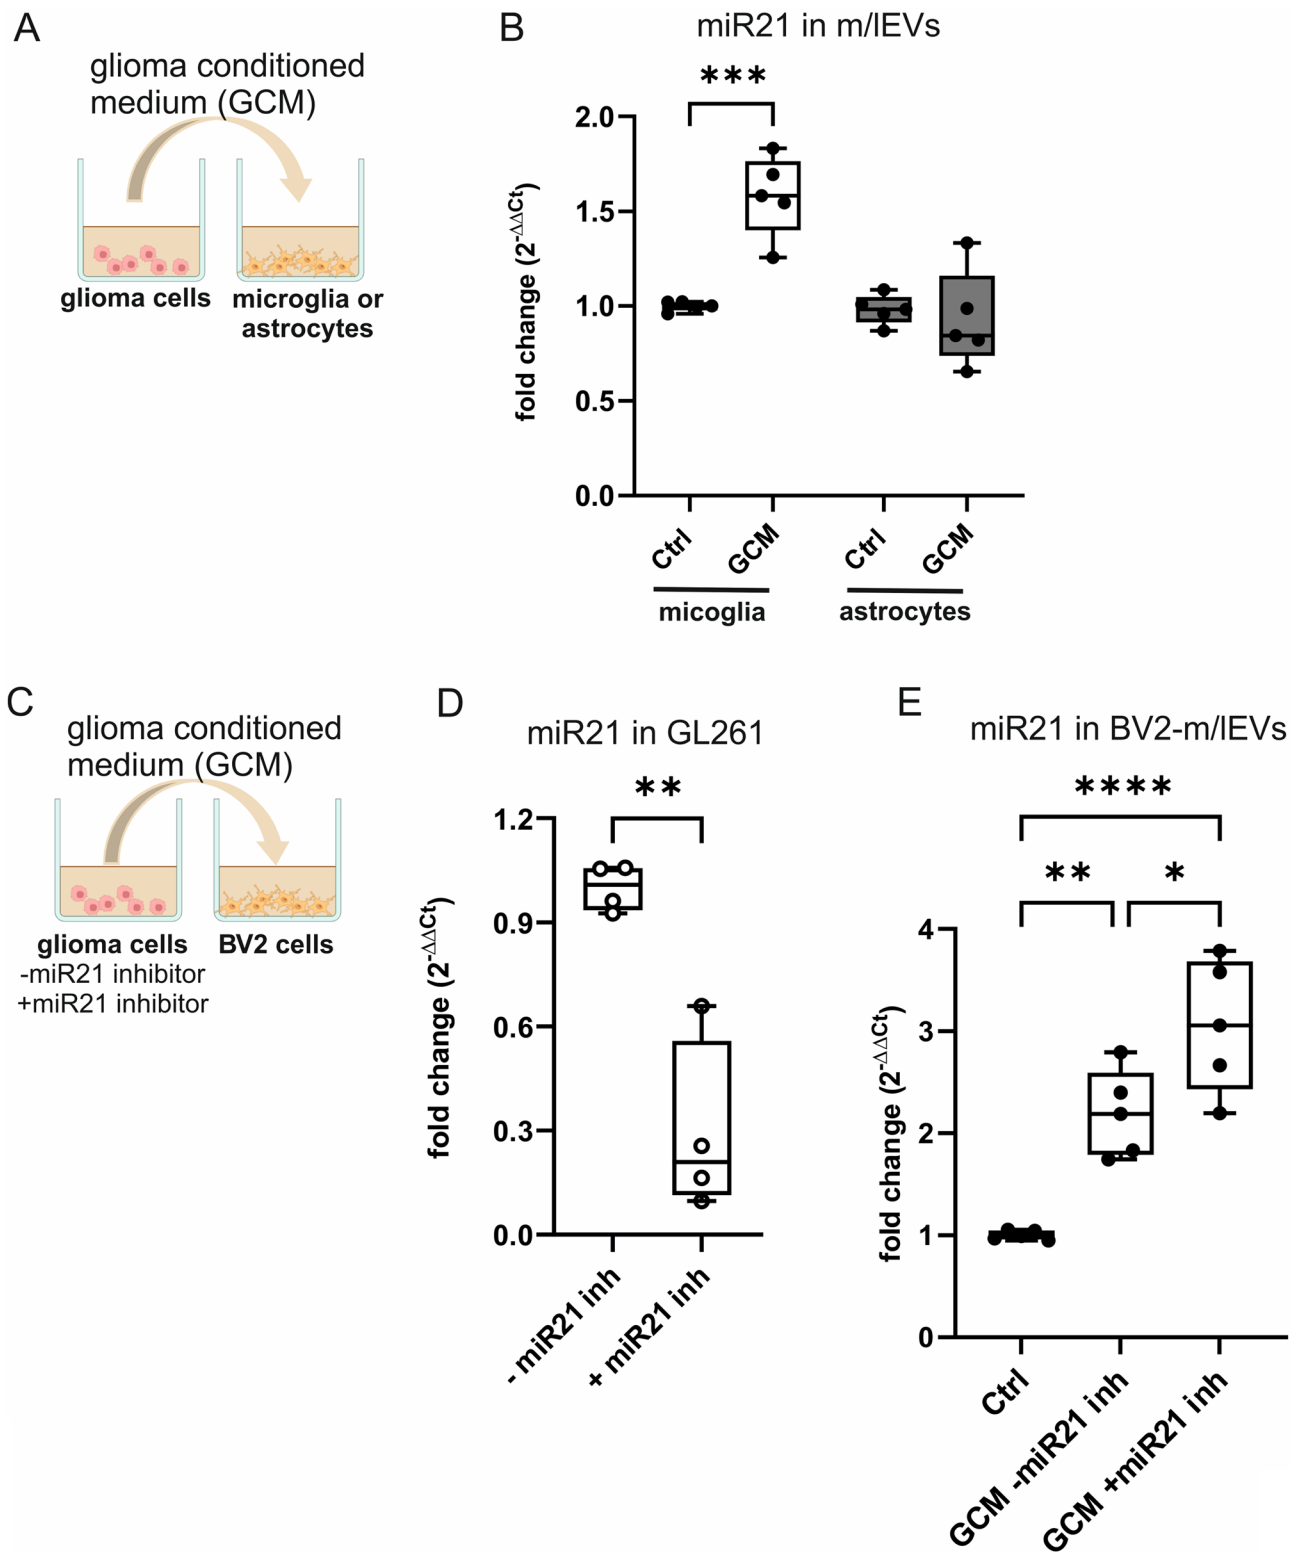 A
glioma conditioned
medium (GCM)
glioma cells
microglia or
astrocytes
B
miR21 in m/lEVs
***
fold change (2-ΔΔCt)
2.0
1.5
1.0
0.5
0.0
Ctrl
GCM
Ctrl
GCM
micoglia
astrocytes
C
glioma conditioned
medium (GCM)
glioma cells
-miR21 inhibitor
+miR21 inhibitor
BV2 cells
D
miR21 in GL261
**
fold change (2-ΔΔCt)
1.2
0.9
0.6
0.3
0.0
- miR21 inh
+ miR21 inh
E
miR21 in BV2-m/lEVs
****
**
*
fold change (2-ΔΔCt)
4
3
2
1
0
Ctrl
GCM -miR21 inh
GCM +miR21 inh